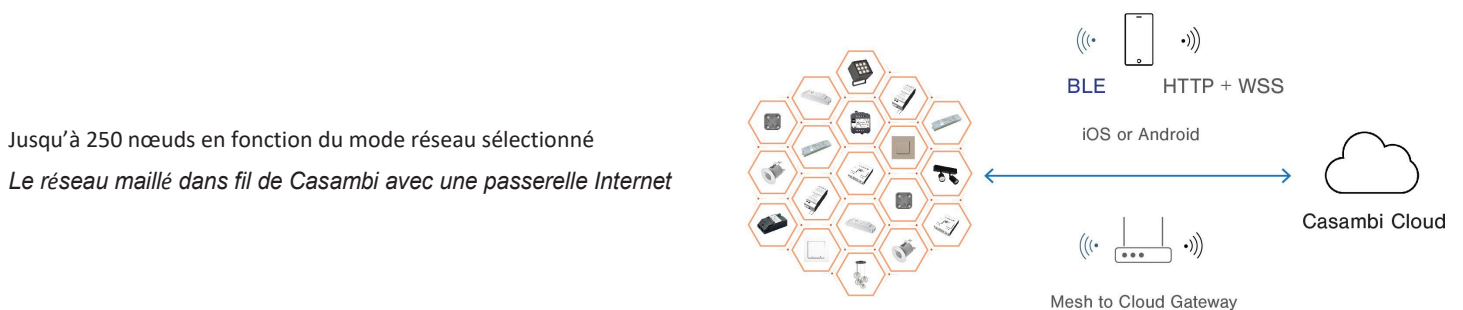 Jusqu’à 250 nœuds en fonction du mode réseau sélectionné
Le réseau maillé dans fil de Casambi avec une passerelle Internet
BLE
HTTP + WSS
iOS or Android
Casambi Cloud
Mesh to Cloud Gateway